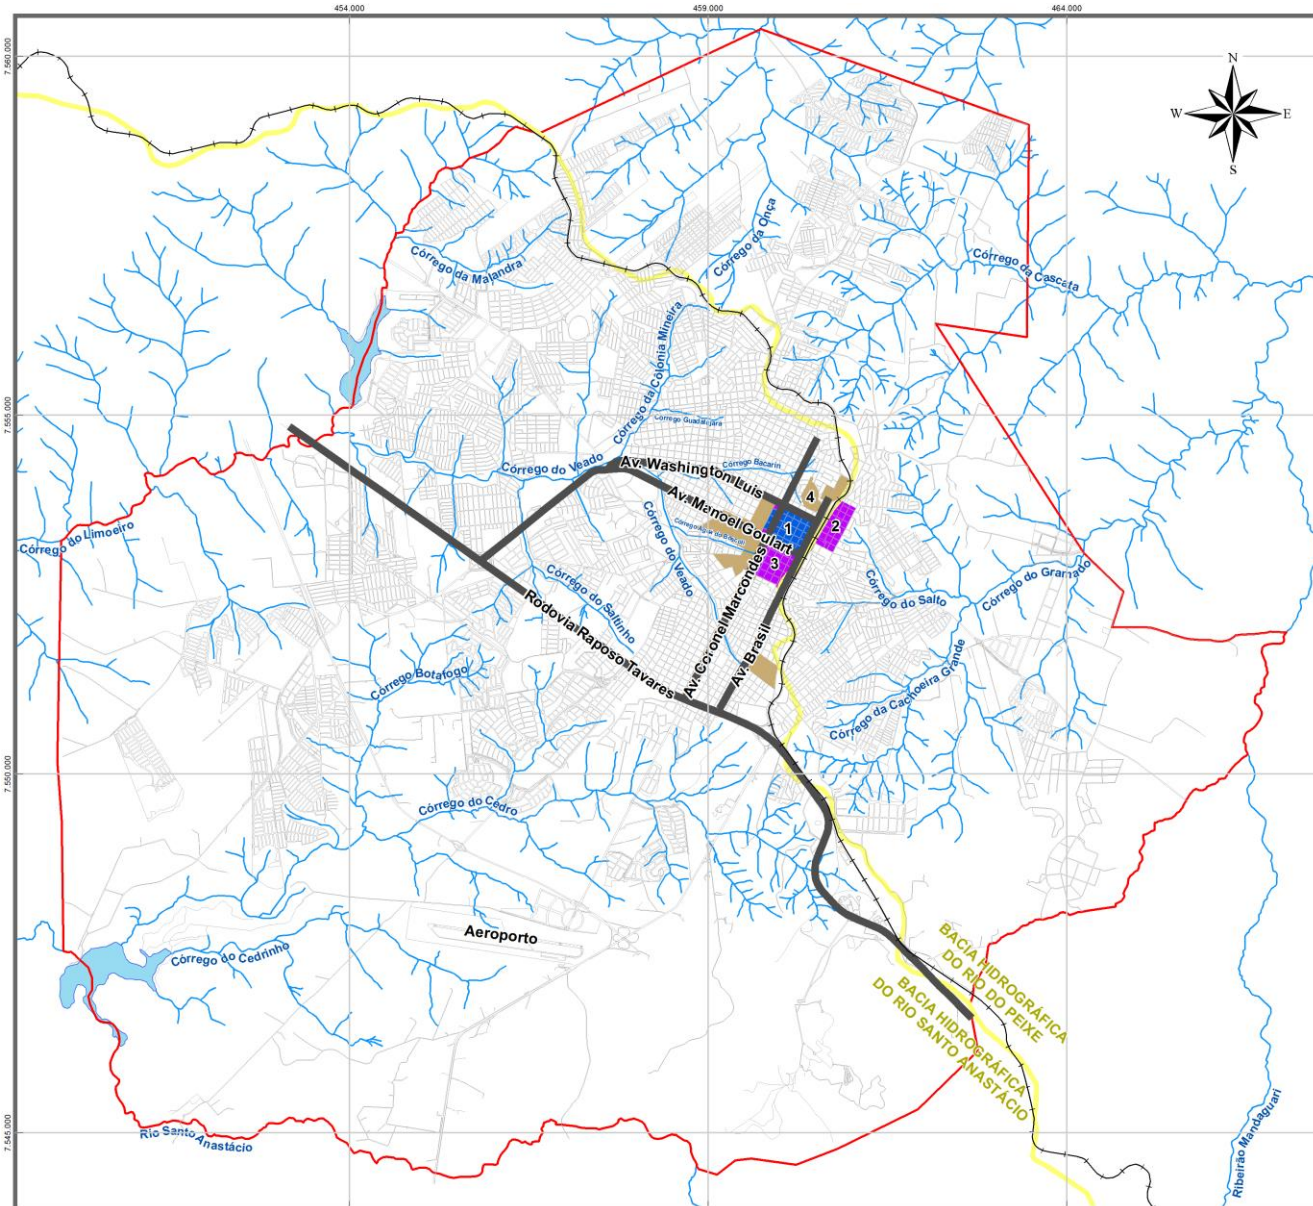 454.000
459.000
464.000
7.560.000
N
W
E
S
Córrego da Onça
Córrego da Malandra
Córrego da Cascata
Córrego da Colônia Mineira
7.555.000
Córrego Guadalajara
Córrego do Veado
Av. Washington Luis
Córrego Bacarin
Av. Manoel Goulart
4
1
2
3
Córrego do Limoeiro
Córrego do Veado
Av. Coronel Marcondes
Av. Brasil
Córrego do Saltinho
Rodovia Raposo Tavares
Córrego do Salto
Córrego do Gramado
Córrego Botafogo
Córrego da Cachoeira Grande
7.550.000
Córrego do Cedro
Aeroporto
Córrego do Cedrinho
BACIA HIDROGRÁFICA
DO RIO DO PEIXE
BACIA HIDROGRÁFICA
DO RIO SANTO ANASTÁCIO
7.545.000
Rio Santo Anastácio
Ribeirão Mandaguari